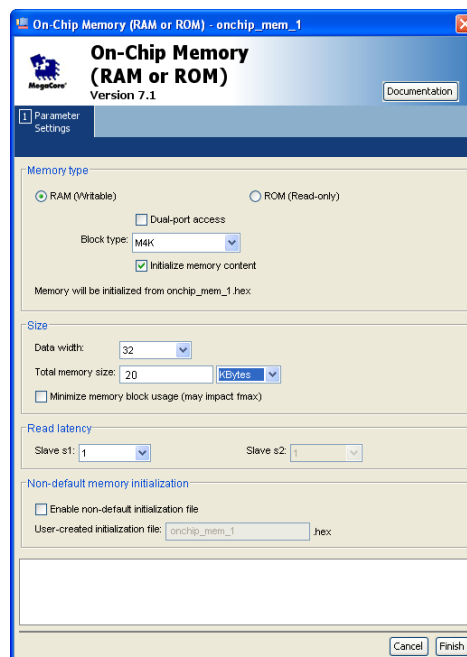 On-Chip Memory (RAM or ROM) - onchip_mem_1
MegaCore®
On-Chip Memory
(RAM or ROM)
Version 7.1
Documentation
1 Parameter
Settings
Memory type
RAM (Writable) ROM (Read-only)
Dual-port access
Block type: M4K
Initialize memory content
Memory will be initialized from onchip_mem_1.hex
Size
Data width: 32
Total memory size: 20 KBytes
Minimize memory block usage (may impact fmax)
Read latency
Slave s1: 1 Slave s2: 1
Non-default memory initialization
Enable non-default initialization file
User-created initialization file: onchip_mem_1 .hex
Cancel Finish